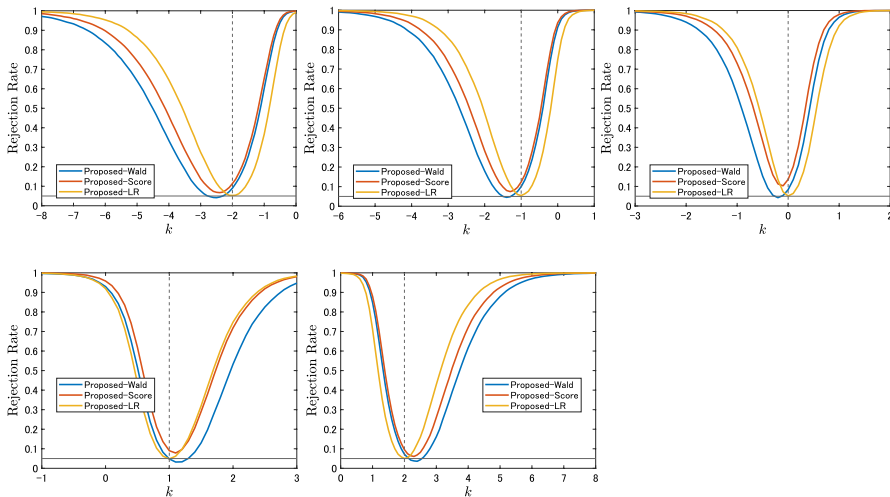 Rejection Rate
1
0.9
0.8
0.7
0.6
0.5
0.4
0.3
0.2
0.1
0
Proposed-Wald
Proposed-Score
Proposed-LR
-8 -7 -6 -5 -4 -3 -2 -1 0
k
Rejection Rate
1
0.9
0.8
0.7
0.6
0.5
0.4
0.3
0.2
0.1
0
Proposed-Wald
Proposed-Score
Proposed-LR
-6 -5 -4 -3 -2 -1 0 1
k
Rejection Rate
1
0.9
0.8
0.7
0.6
0.5
0.4
0.3
0.2
0.1
0
Proposed-Wald
Proposed-Score
Proposed-LR
-3 -2 -1 0 1 2
k
Rejection Rate
1
0.9
0.8
0.7
0.6
0.5
0.4
0.3
0.2
0.1
0
Proposed-Wald
Proposed-Score
Proposed-LR
-1 0 1 2 3
k
Rejection Rate
1
0.9
0.8
0.7
0.6
0.5
0.4
0.3
0.2
0.1
0
Proposed-Wald
Proposed-Score
Proposed-LR
0 1 2 3 4 5 6 7 8
k